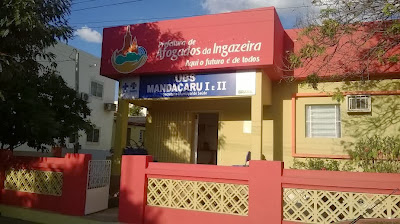 Prefeitura de
Afogados da Ingazeira
Aqui o futuro é de todos
UBS
MANDACARU I E II